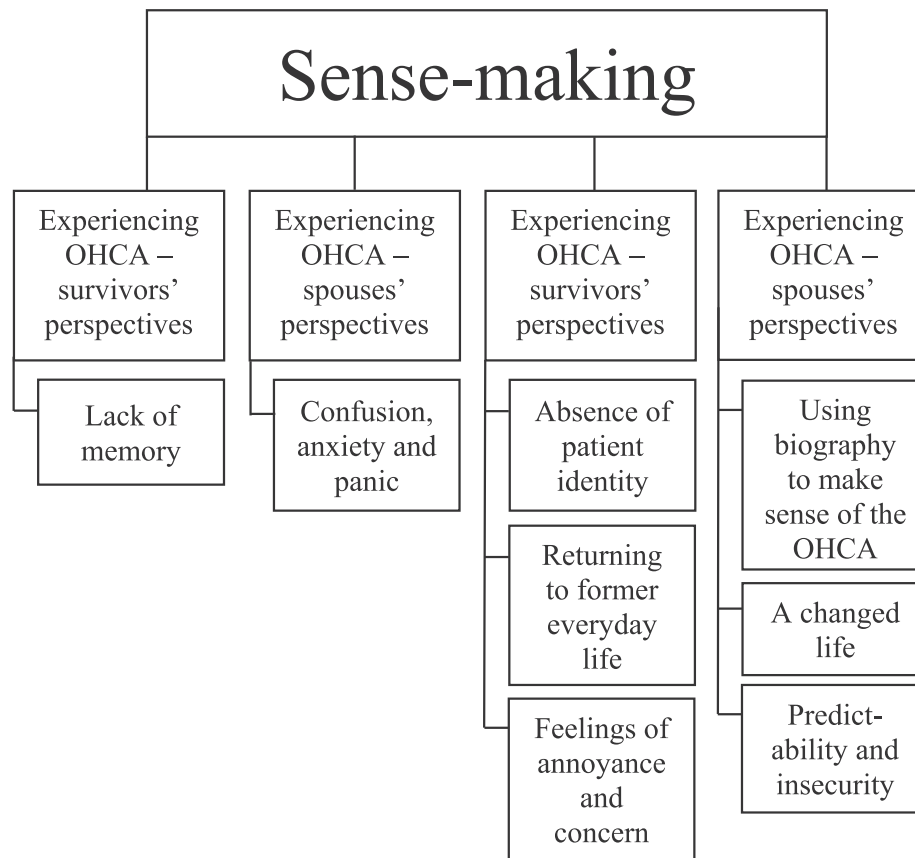 Sense-making
Experiencing
OHCA –
survivors’
perspectives
Lack of
memory
Experiencing
OHCA –
spouses’
perspectives
Confusion,
anxiety and
panic
Experiencing
OHCA –
survivors’
perspectives
Absence of
patient
identity
Returning
to former
everyday
life
Feelings of
annoyance
and
concern
Experiencing
OHCA –
spouses’
perspectives
Using
biography
to make
sense of the
OHCA
A changed
life
Predict-
ability and
insecurity